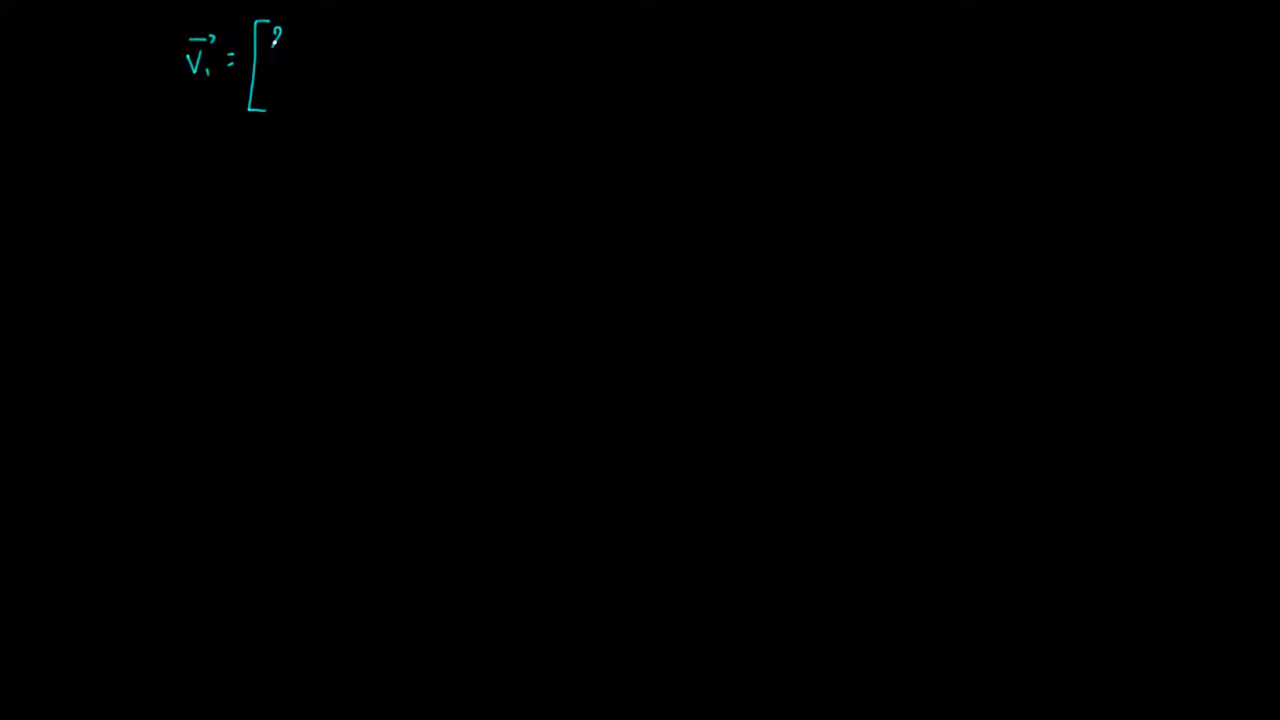 v⃗₁ = [